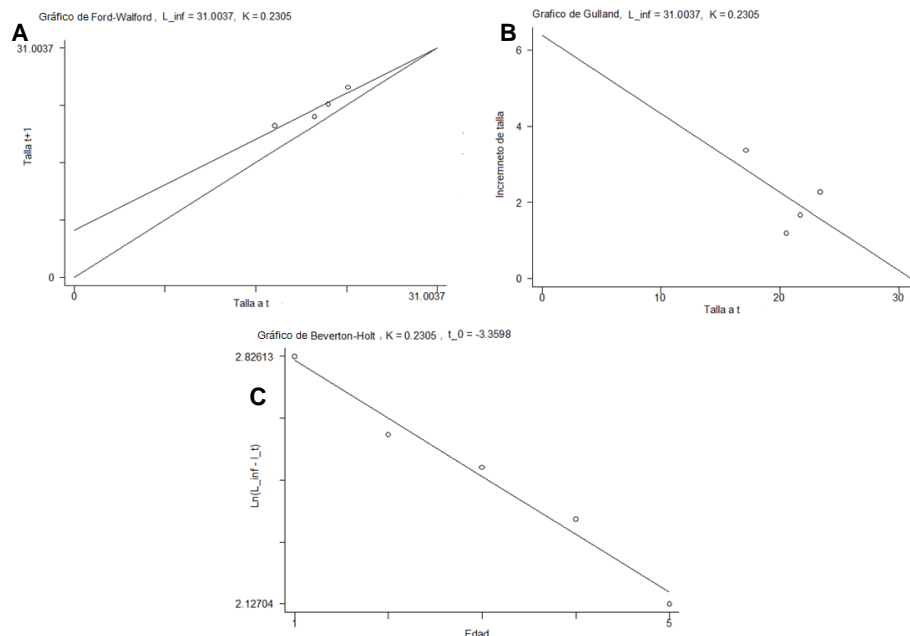 Gráfico de Ford-Walford , L_inf = 31.0037, K = 0.2305
A
31.0037
Talla t+1
0
0
Talla a t
31.0037
Grafico de Gulland, L_inf = 31.0037, K = 0.2305
B
6
4
2
0
Incremneto de talla
0
10
20
30
Talla a t
Gráfico de Beverton-Holt , K = 0.2305 , t_0 = -3.3598
2.82613
C
Ln(L_inf - l_t)
2.12704
1
5
Edad